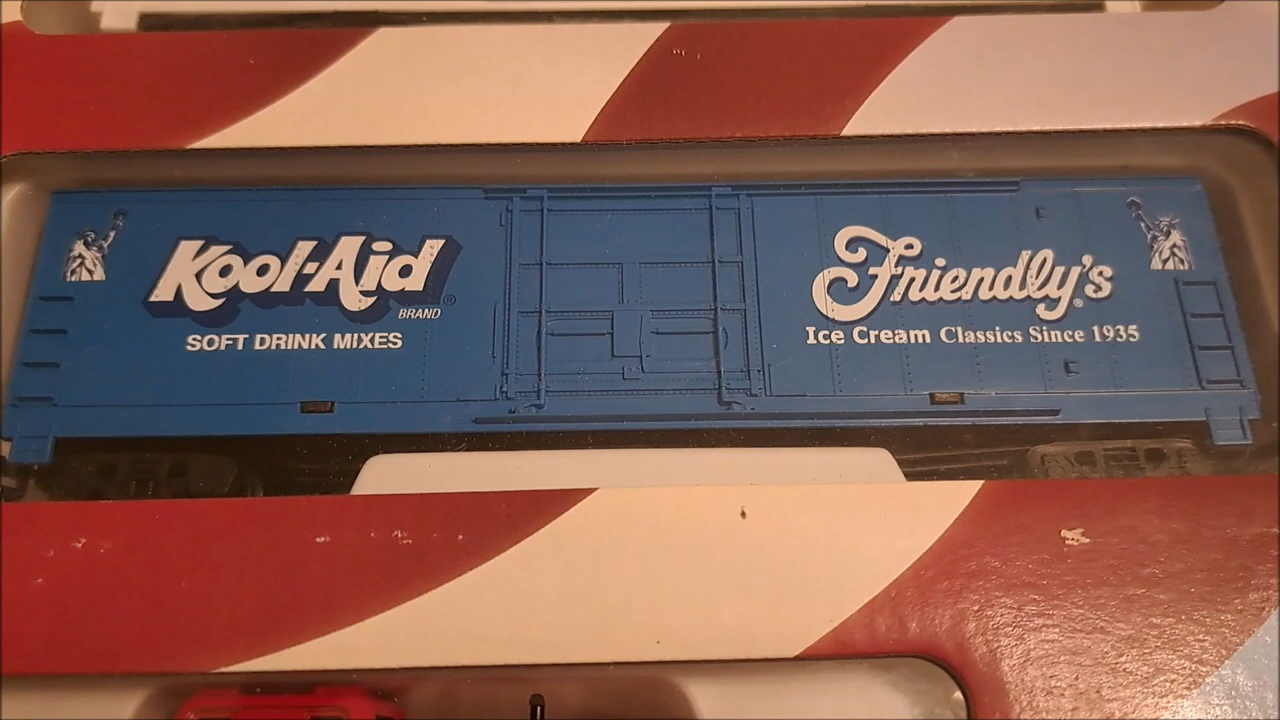 Kool-Aid®
BRAND
SOFT DRINK MIXES
Friendly's®
Ice Cream Classics Since 1935